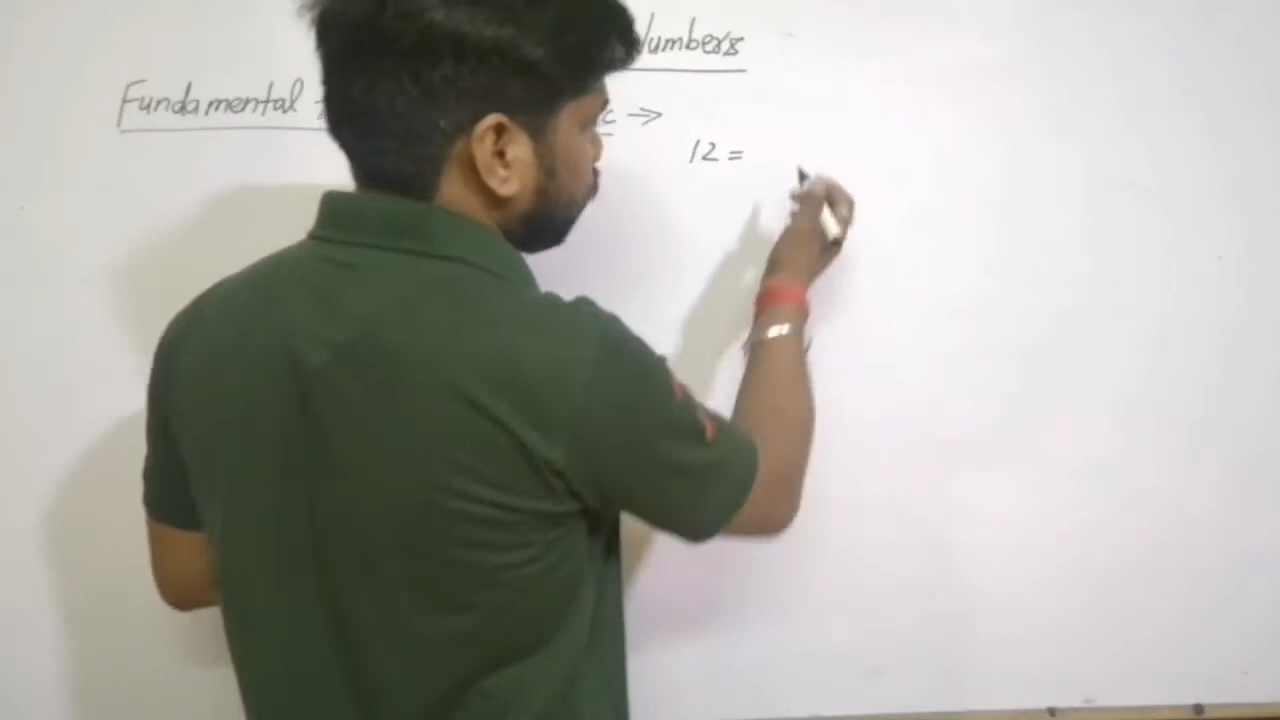 Numbers
Fundamental →
12 =